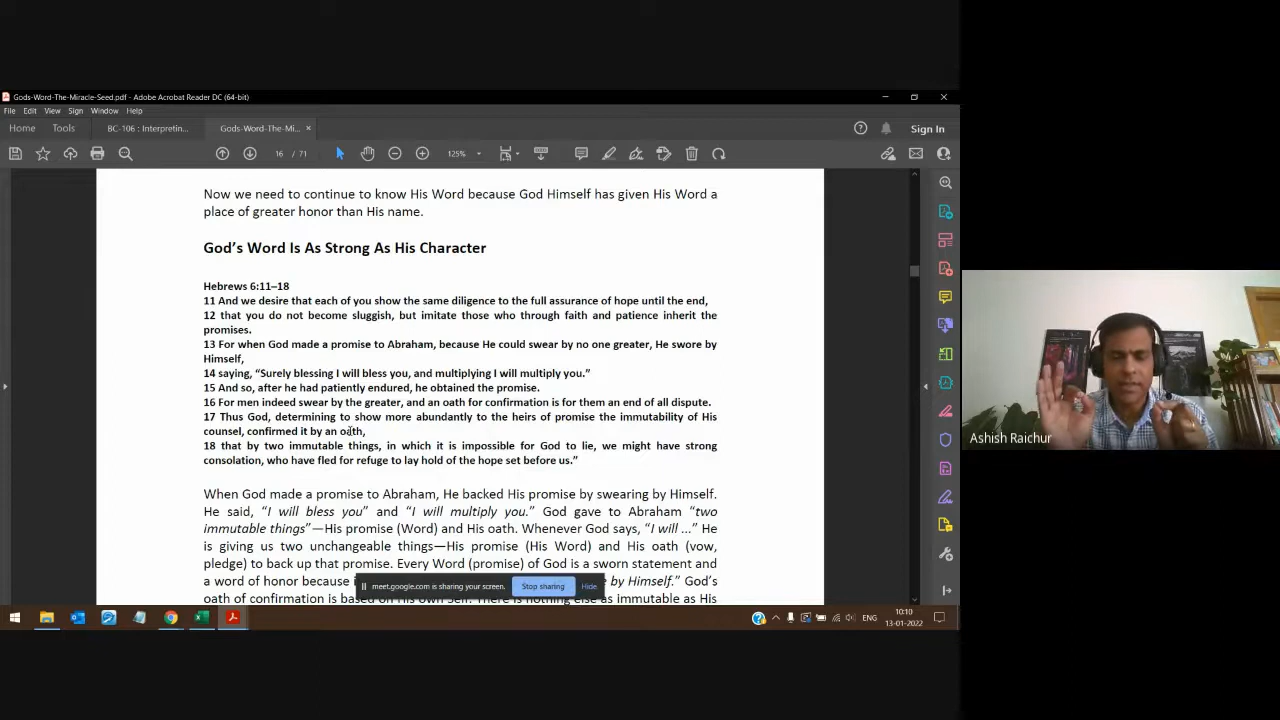 Gods-Word-The-Miracle-Seed.pdf - Adobe Acrobat Reader DC (64-bit)
File Edit View Sign Window Help
Home Tools BC-106 : Interpretin... Gods-Word-The-Mi... × Sign In
16 / 71 125%
Now we need to continue to know His Word because God Himself has given His Word a
place of greater honor than His name.
God's Word Is As Strong As His Character
Hebrews 6:11–18
11 And we desire that each of you show the same diligence to the full assurance of hope until the end,
12 that you do not become sluggish, but imitate those who through faith and patience inherit the
promises.
13 For when God made a promise to Abraham, because He could swear by no one greater, He swore by
Himself,
14 saying, “Surely blessing I will bless you, and multiplying I will multiply you.”
15 And so, after he had patiently endured, he obtained the promise.
16 For men indeed swear by the greater, and an oath for confirmation is for them an end of all dispute.
17 Thus God, determining to show more abundantly to the heirs of promise the immutability of His
counsel, confirmed it by an oath,
18 that by two immutable things, in which it is impossible for God to lie, we might have strong
consolation, who have fled for refuge to lay hold of the hope set before us.”
When God made a promise to Abraham, He backed His promise by swearing by Himself.
He said, “I will bless you” and “I will multiply you.” God gave to Abraham “two
immutable things”—His promise (Word) and His oath. Whenever God says, “I will ...” He
is giving us two unchangeable things—His promise (His Word) and His oath (vow,
pledge) to back up that promise. Every Word (promise) of God is a sworn statement and
a word of honor because by Himself.” God's
meet.google.com is sharing your screen. Stop sharing Hide
oath of confirmation is based on His own self. There is nothing else as immutable as His
Ashish Raichur
ENG
10:10
13-01-2022